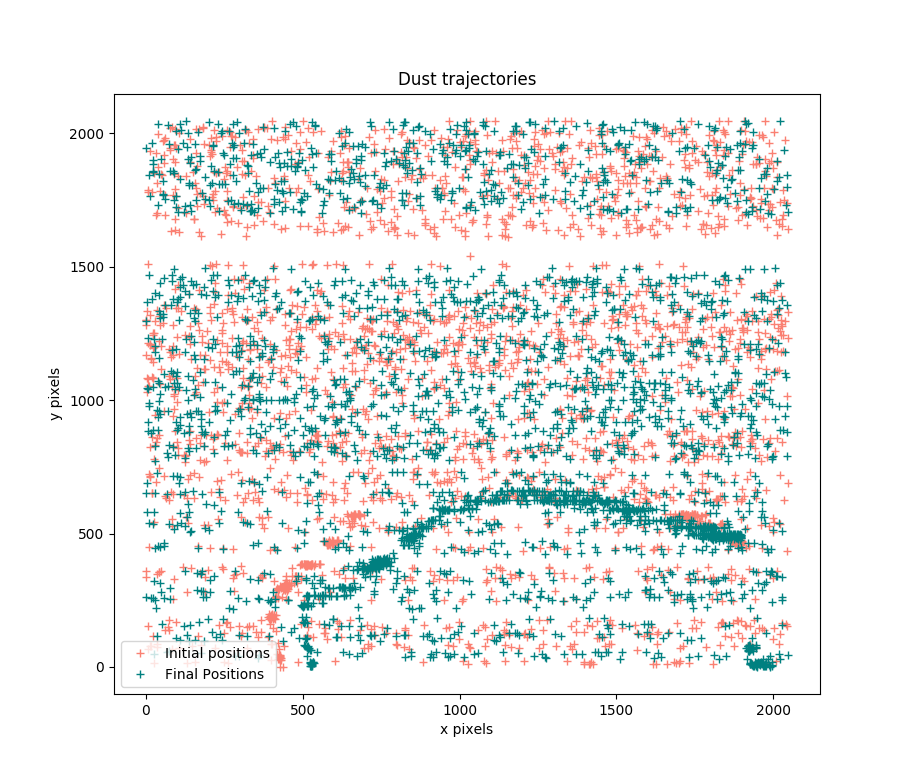 Dust trajectories
2000
1500
1000
500
0
y pixels
Initial positions
Final Positions
0
500
1000
1500
2000
x pixels